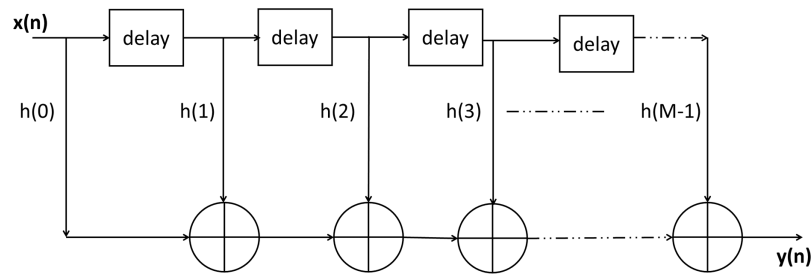 x(n)
delay
delay
delay
delay
h(0)
h(1)
h(2)
h(3)
h(M-1)
y(n)